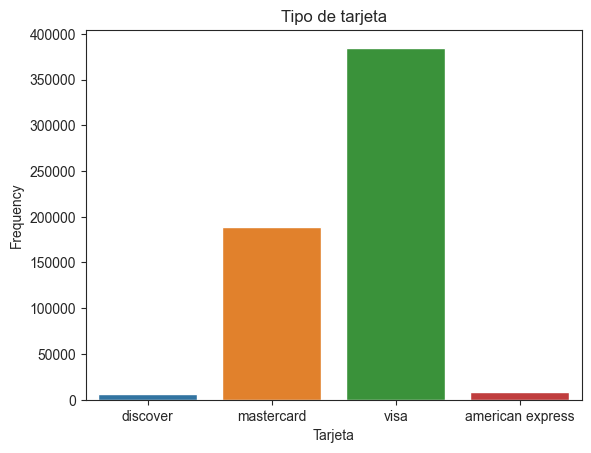 Tipo de tarjeta
400000
350000
300000
250000
200000
150000
100000
50000
0
Frequency
discover
mastercard
visa
american express
Tarjeta